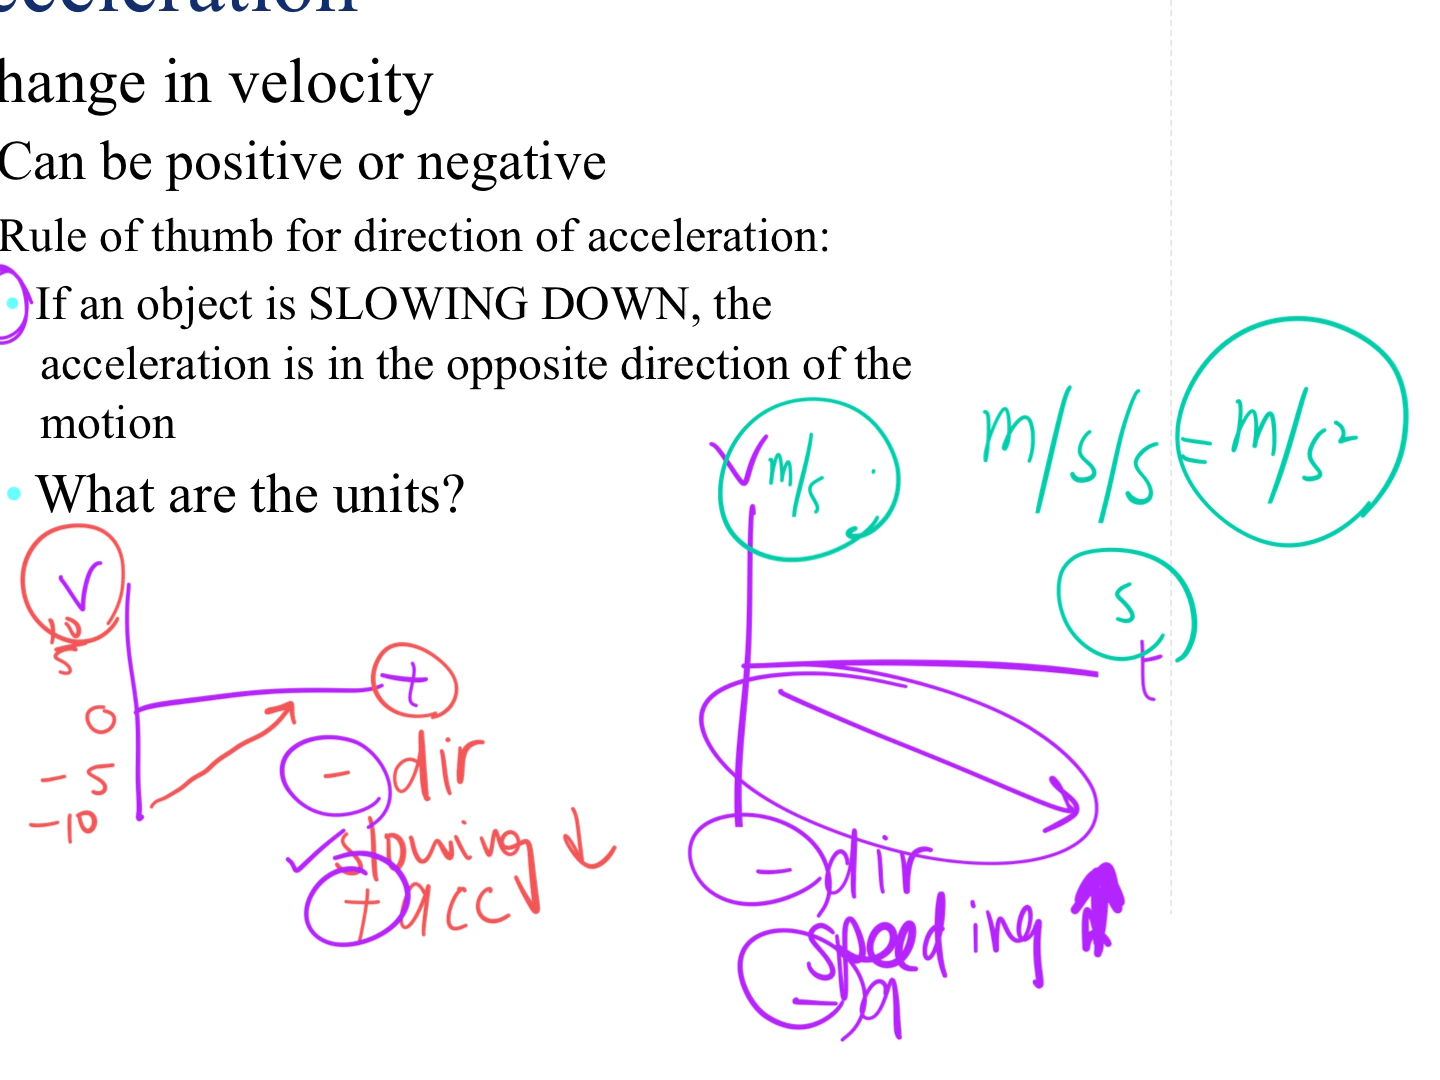 cceleration
hange in velocity
Can be positive or negative
Rule of thumb for direction of acceleration:
• If an object is SLOWING DOWN, the
acceleration is in the opposite direction of the
motion
• What are the units?
v m/s
m/s/s = m/s²
s
t
v
10
5
0
-5
-10
t
- dir
slowing ↓
+ acc
- dir
speeding ↑
- a